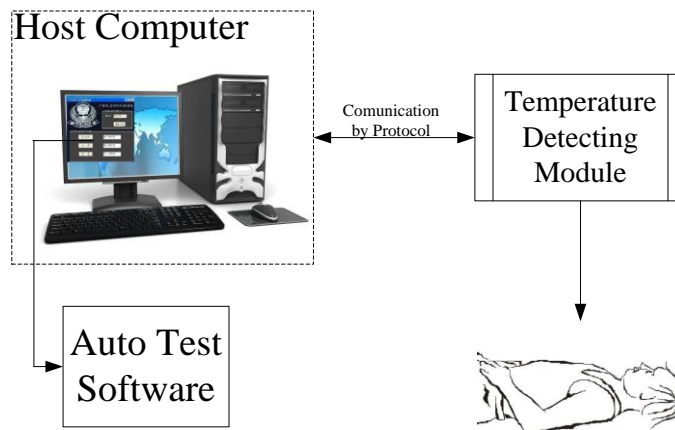 Host Computer
Comunication
by Protocol
Temperature
Detecting
Module
Auto Test
Software